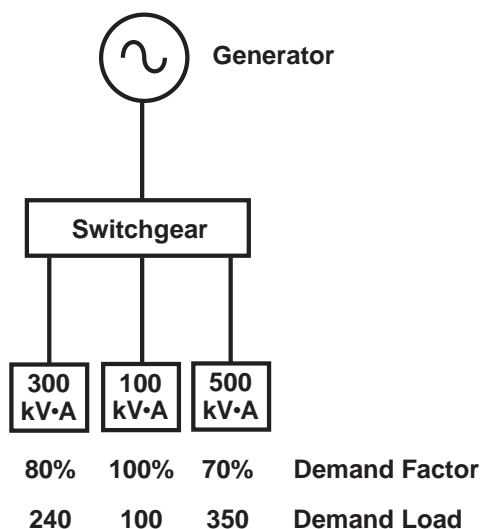 Generator
Switchgear
300 100 500
kV•A kV•A kV•A
80% 100% 70% Demand Factor
240 100 350 Demand Load